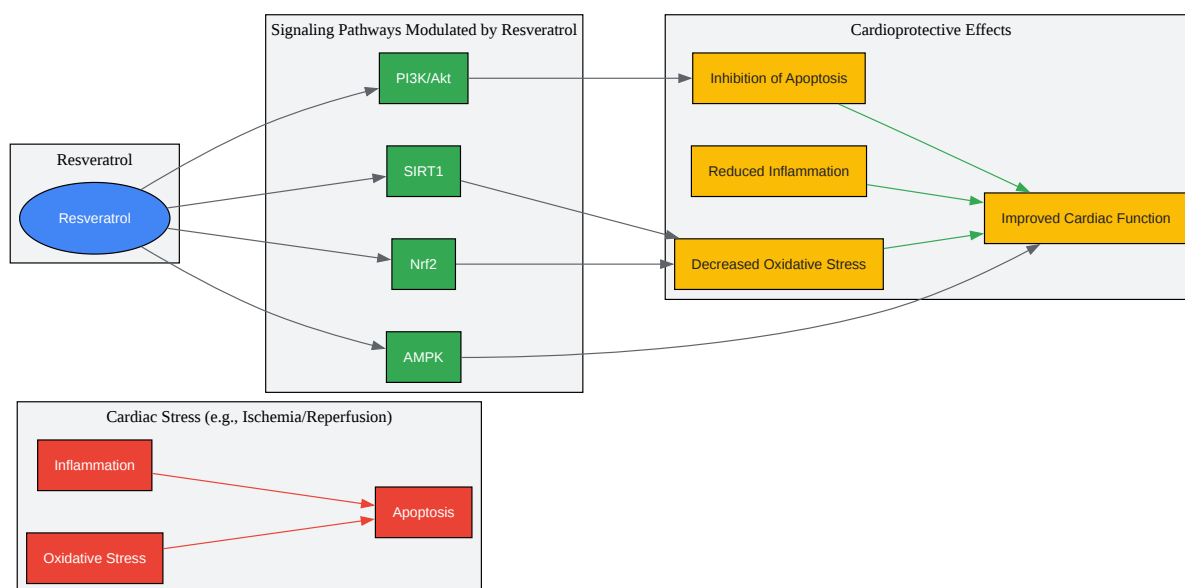 Resveratrol
Resveratrol
Signaling Pathways Modulated by Resveratrol
PI3K/Akt
SIRT1
Nrf2
AMPK
Cardioprotective Effects
Inhibition of Apoptosis
Reduced Inflammation
Decreased Oxidative Stress
Improved Cardiac Function
Cardiac Stress (e.g., Ischemia/Reperfusion)
Inflammation
Oxidative Stress
Apoptosis